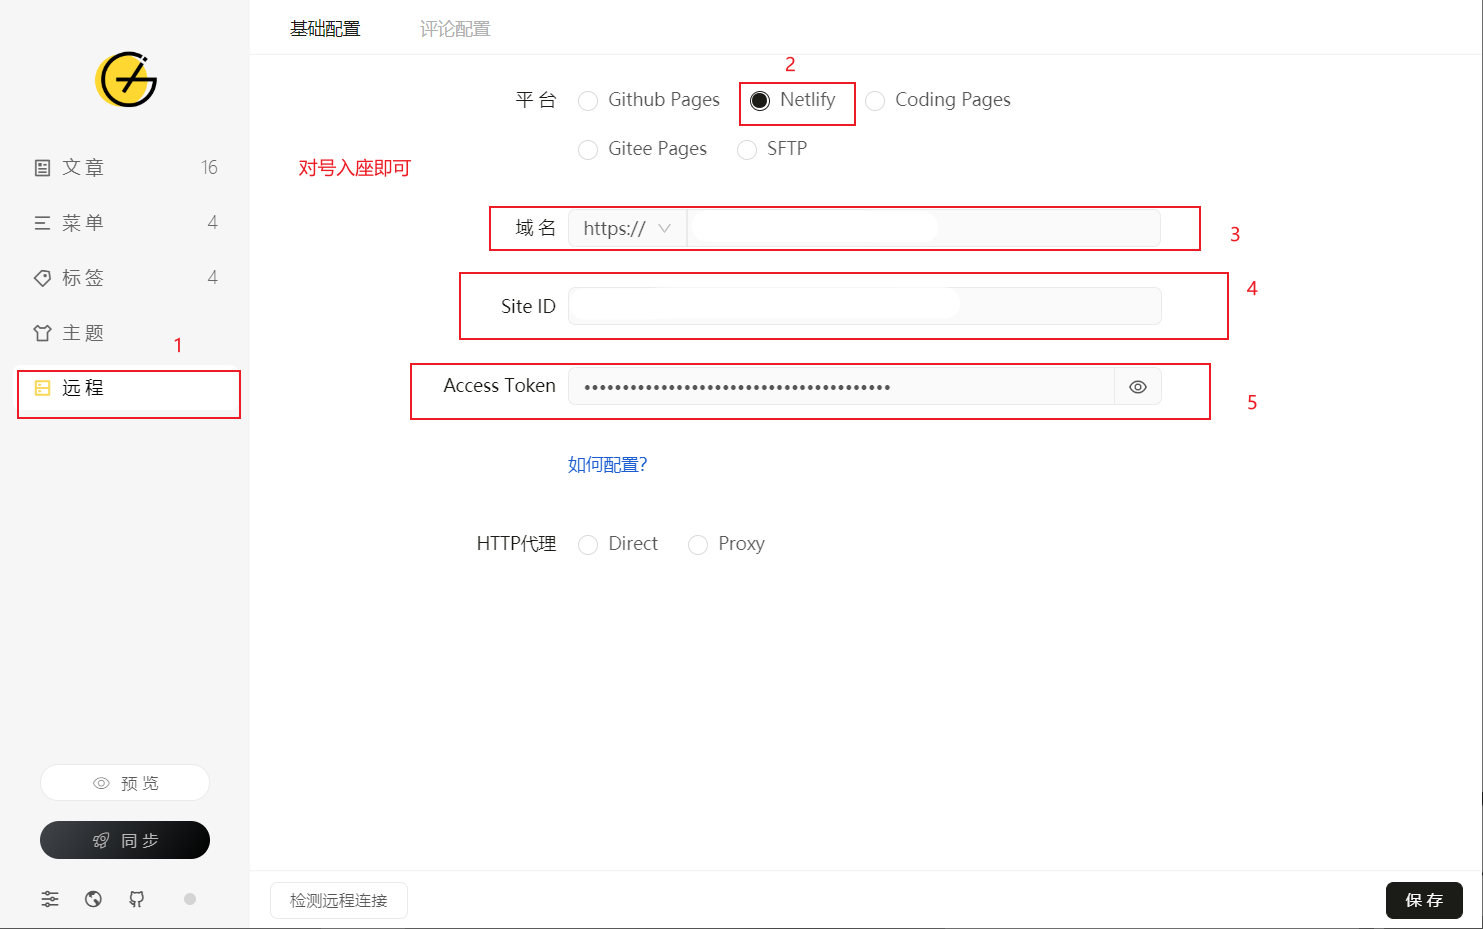 基础配置 评论配置
2
平台 Github Pages Netlify Coding Pages
Gitee Pages SFTP
对号入座即可
文章 16
菜单 4
标签 4
主题
1
远程
域名 https:// 3
Site ID 4
Access Token •••••••••••••••••••••••••••••••••••••••• 5
如何配置?
HTTP代理 Direct Proxy
预览
同步
检测远程连接 保存